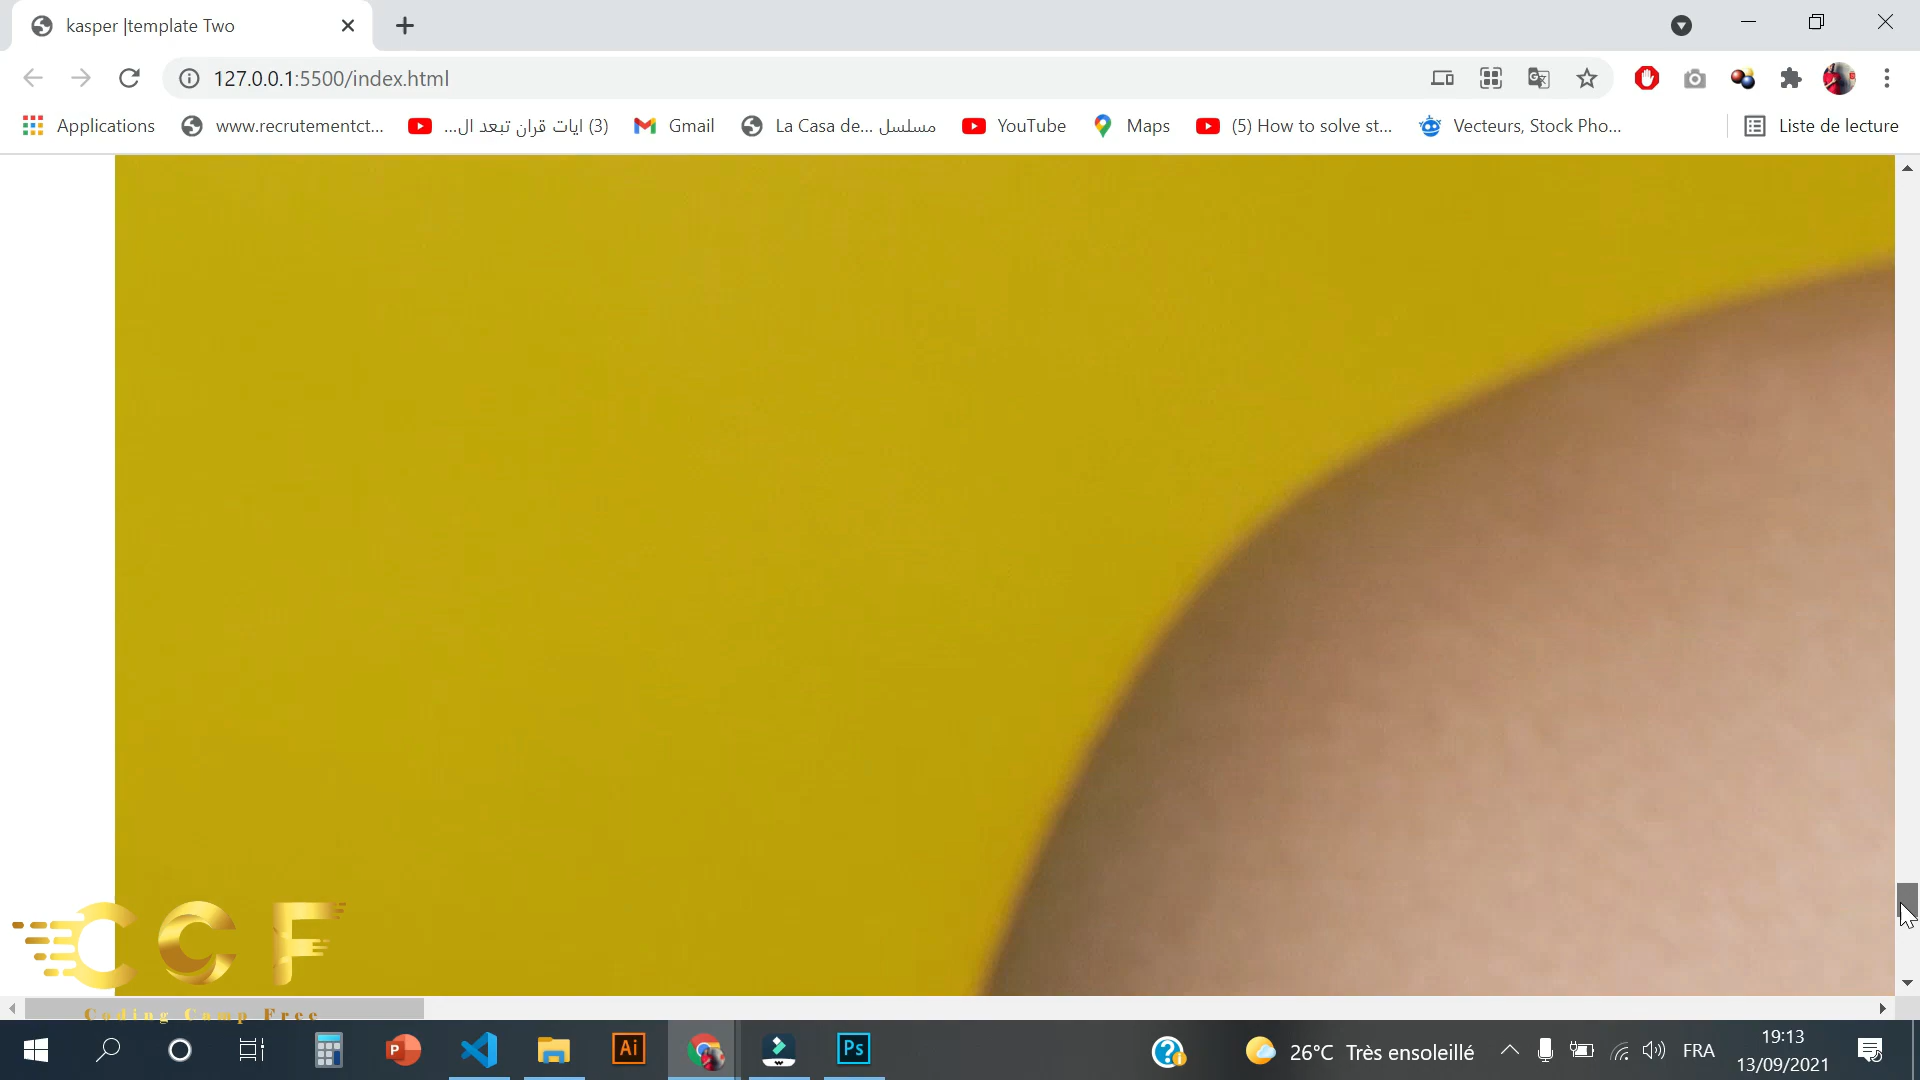 kasper |template Two
127.0.0.1:5500/index.html
Applications
www.recrutementct...
(3) ايات قران تبعد ال...
Gmail
La Casa de... مسلسل
YouTube
Maps
(5) How to solve st...
Vecteurs, Stock Pho...
Liste de lecture
C C F
Coding Camp Free
P
Ai
Ps
26°C Très ensoleillé
FRA
19:13
13/09/2021